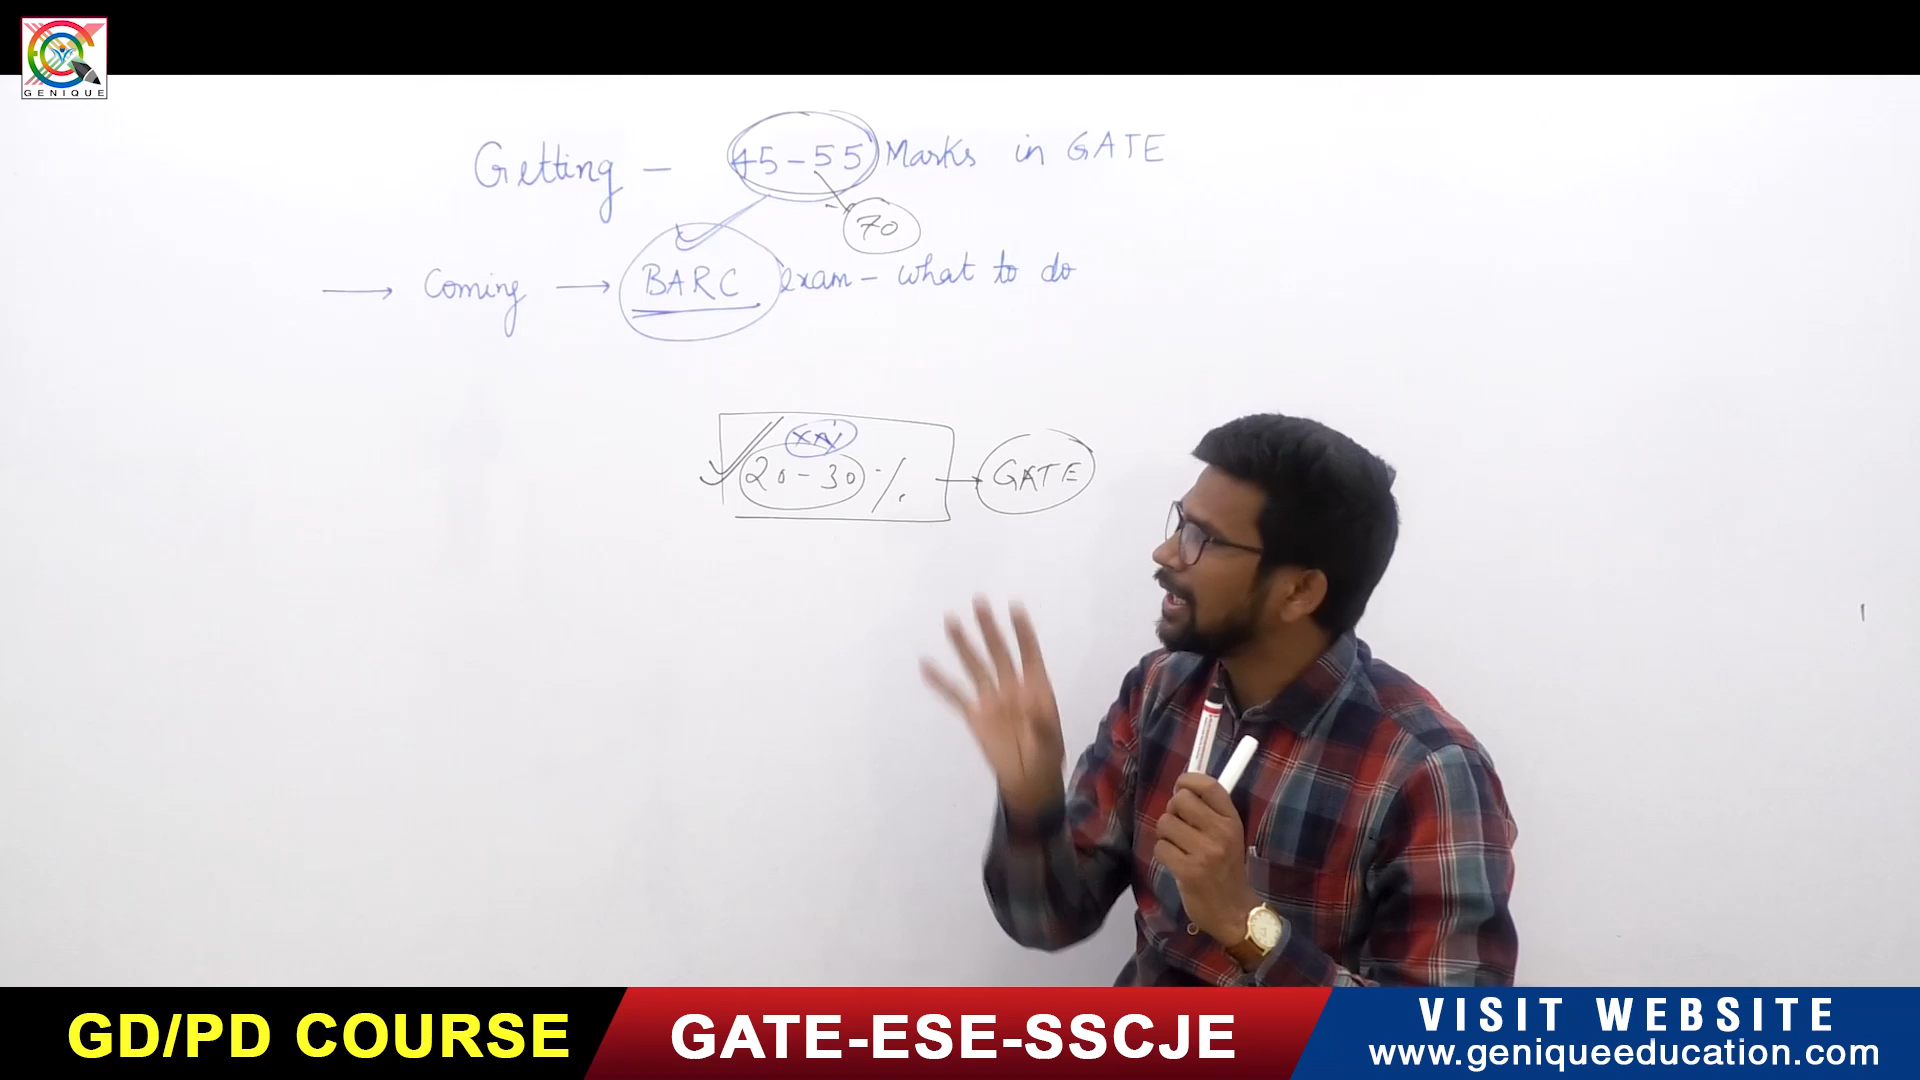 GENIQUE
Getting - 45-55 Marks in GATE
70
→ Coming → BARC exam - what to do
20-30 % → GATE
GD/PD COURSE
GATE-ESE-SSCJE
VISIT WEBSITE
www.geniqueeducation.com